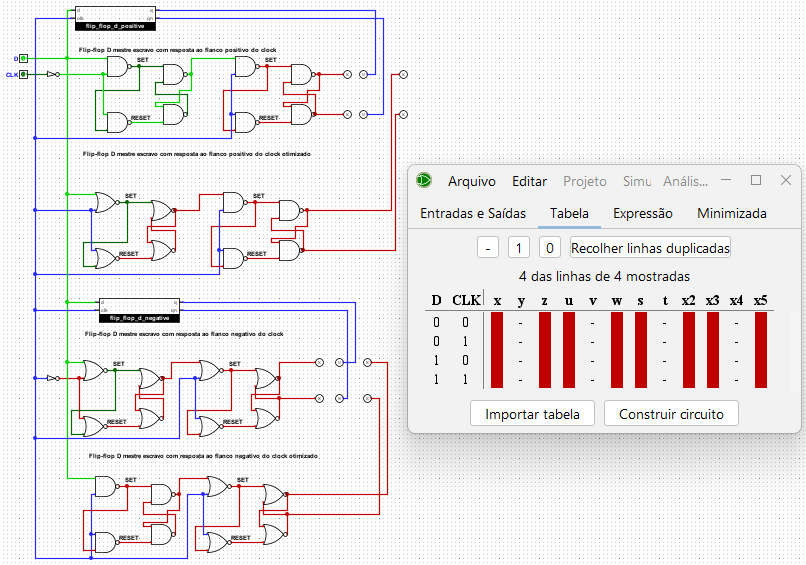 d q
clk qn
flip_flop_d_positive
Flip-flop D mestre escravo com resposta ao flanco positivo do clock
D
SET
SET
CLK
RESET
RESET
Flip-flop D mestre escravo com resposta ao flanco positivo do clock otimizado
SET
SET
RESET
RESET
d q
clk qn
flip_flop_d_negative
Flip-flop D mestre escravo com resposta ao flanco negativo do clock
SET
SET
RESET
RESET
Flip-flop D mestre escravo com resposta ao flanco negativo do clock otimizado
SET
SET
RESET
RESET
Arquivo Editar Projeto Simu Anális...
Entradas e Saídas Tabela Expressão Minimizada
- 1 0 Recolher linhas duplicadas
4 das linhas de 4 mostradas
D CLK x y z u v w s t x2 x3 x4 x5
0 0 - - - -
0 1 - - - -
1 0 - - - -
1 1 - - - -
Importar tabela Construir circuito